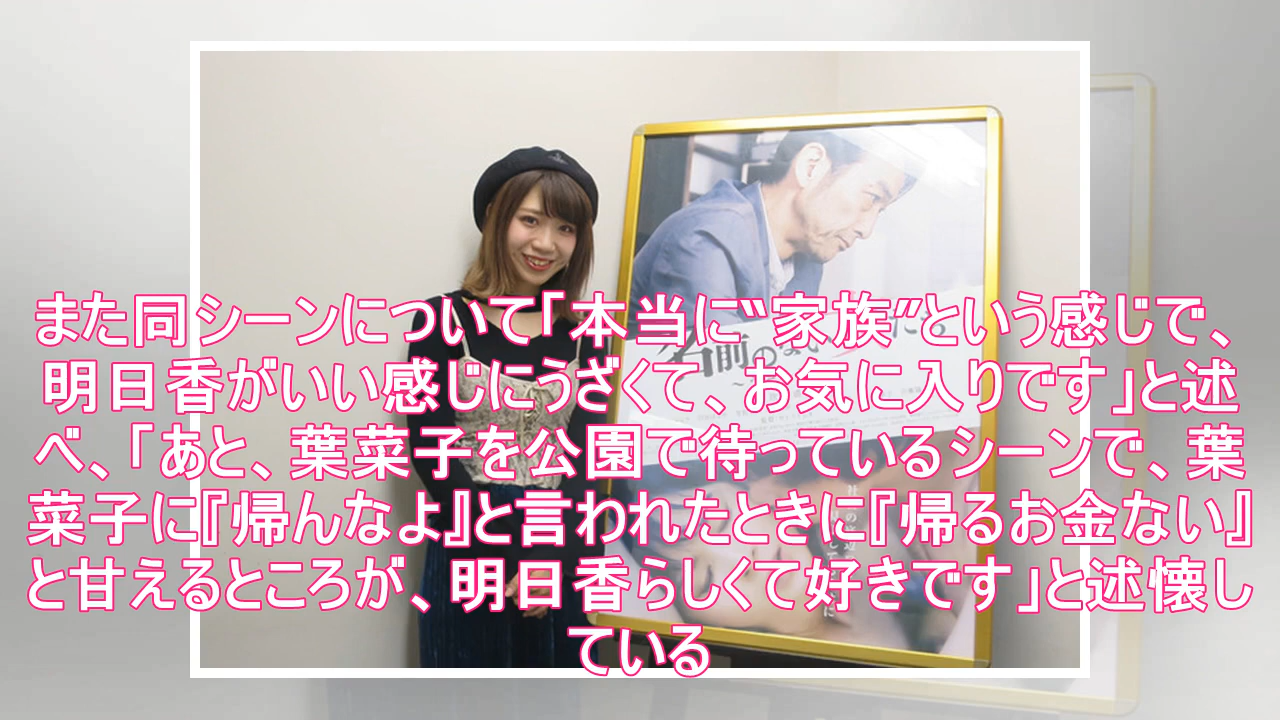 また同シーンについて「本当に“家族”という感じで、
明日香がいい感じにうざくて、お気に入りです」と述
べ、「あと、葉菜子を公園で待っているシーンで、葉
菜子に『帰んなよ』と言われたときに『帰るお金ない』
と甘えるところが、明日香らしくて好きです」と述懐し
ている